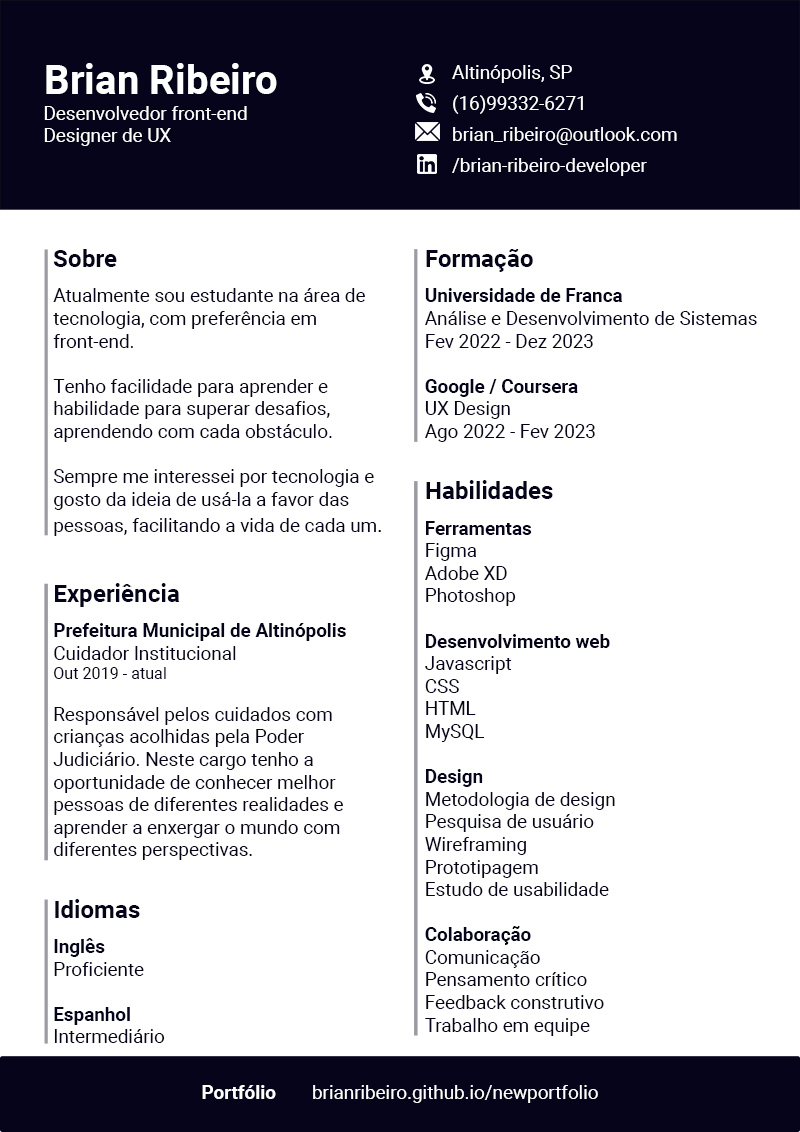 Brian Ribeiro
Desenvolvedor front-end
Designer de UX
Altinópolis, SP
(16)99332-6271
brian_ribeiro@outlook.com
/brian-ribeiro-developer
Sobre
Atualmente sou estudante na área de
tecnologia, com preferência em
front-end.
Tenho facilidade para aprender e
habilidade para superar desafios,
aprendendo com cada obstáculo.
Sempre me interessei por tecnologia e
gosto da ideia de usá-la a favor das
pessoas, facilitando a vida de cada um.
Experiência
Prefeitura Municipal de Altinópolis
Cuidador Institucional
Out 2019 - atual
Responsável pelos cuidados com
crianças acolhidas pela Poder
Judiciário. Neste cargo tenho a
oportunidade de conhecer melhor
pessoas de diferentes realidades e
aprender a enxergar o mundo com
diferentes perspectivas.
Idiomas
Inglês
Proficiente
Espanhol
Intermediário
Formação
Universidade de Franca
Análise e Desenvolvimento de Sistemas
Fev 2022 - Dez 2023
Google / Coursera
UX Design
Ago 2022 - Fev 2023
Habilidades
Ferramentas
Figma
Adobe XD
Photoshop
Desenvolvimento web
Javascript
CSS
HTML
MySQL
Design
Metodologia de design
Pesquisa de usuário
Wireframing
Prototipagem
Estudo de usabilidade
Colaboração
Comunicação
Pensamento crítico
Feedback construtivo
Trabalho em equipe
Portfólio brianribeiro.github.io/newportfolio